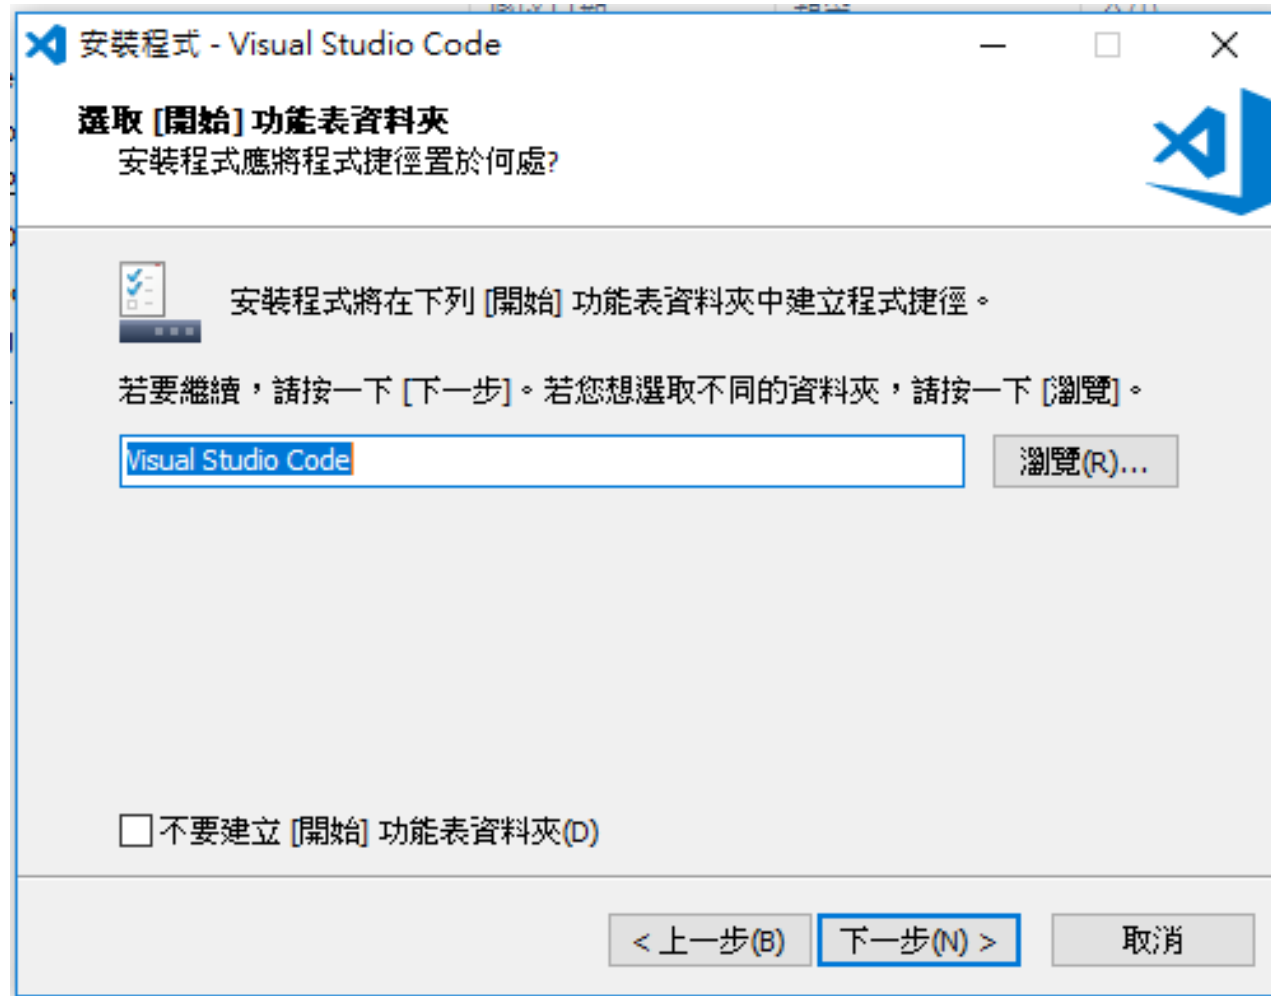 安裝程式 - Visual Studio Code
選取 [開始] 功能表資料夾
安裝程式應將程式捷徑置於何處?
安裝程式將在下列 [開始] 功能表資料夾中建立程式捷徑。
若要繼續，請按一下 [下一步]。若您想選取不同的資料夾，請按一下 [瀏覽]。
Visual Studio Code
瀏覽(R)...
不要建立 [開始] 功能表資料夾(D)
< 上一步(B)
下一步(N) >
取消